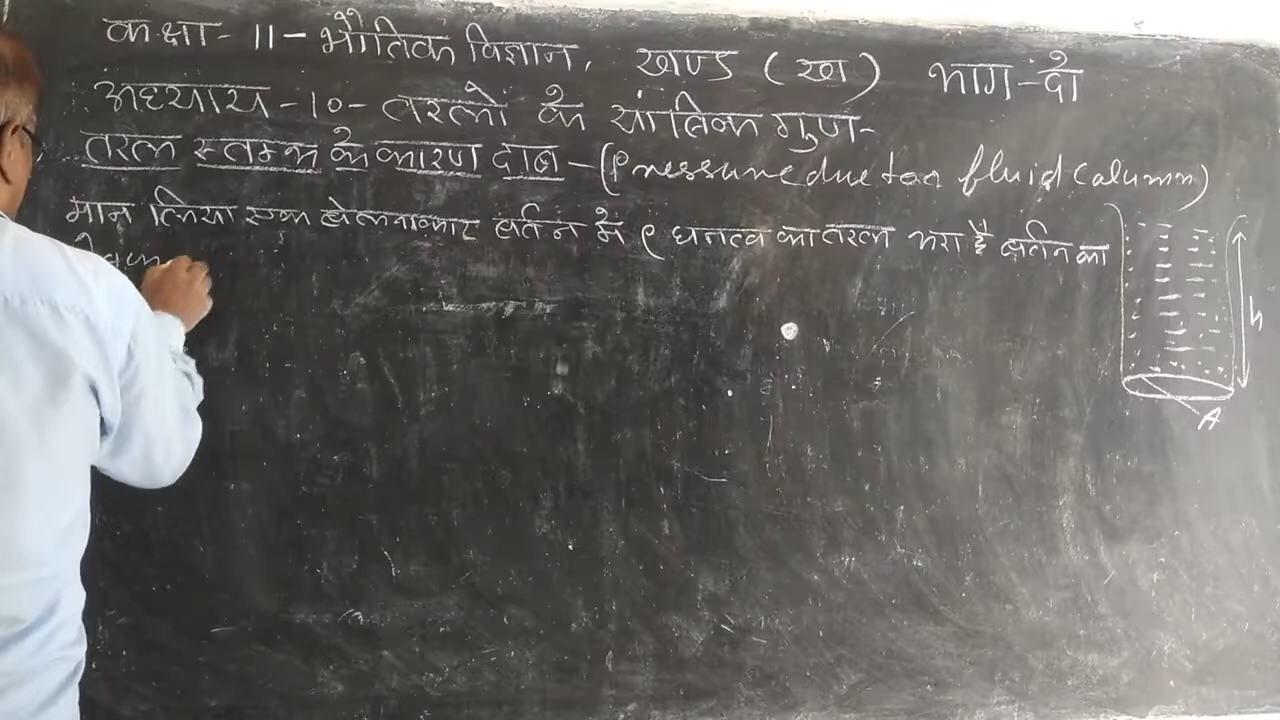 कक्षा - 11 - भौतिक विज्ञान, खण्ड (ख) भाग-दो
अध्याय - 10 - तरलों के यांत्रिक गुण-
तरल स्तम्भ के कारण दाब - (Pressure due to a fluid column)
मान लिया एक बेलनाकार बर्तन में ρ घनत्व का तरल भरा है बर्तन का
h
A